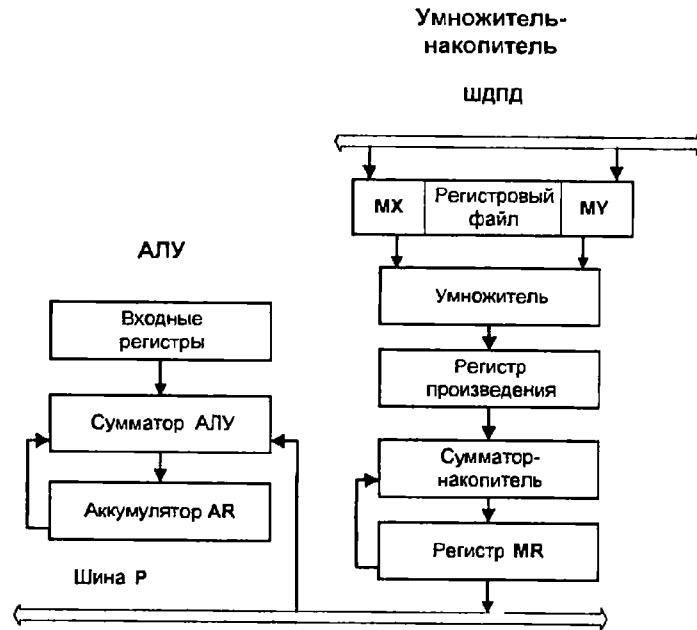 Умножитель-
накопитель
ШДПД
MX
Регистровый
файл
MY
АЛУ
Умножитель
Входные
регистры
Регистр
произведения
Сумматор АЛУ
Сумматор-
накопитель
Аккумулятор AR
Регистр MR
Шина P